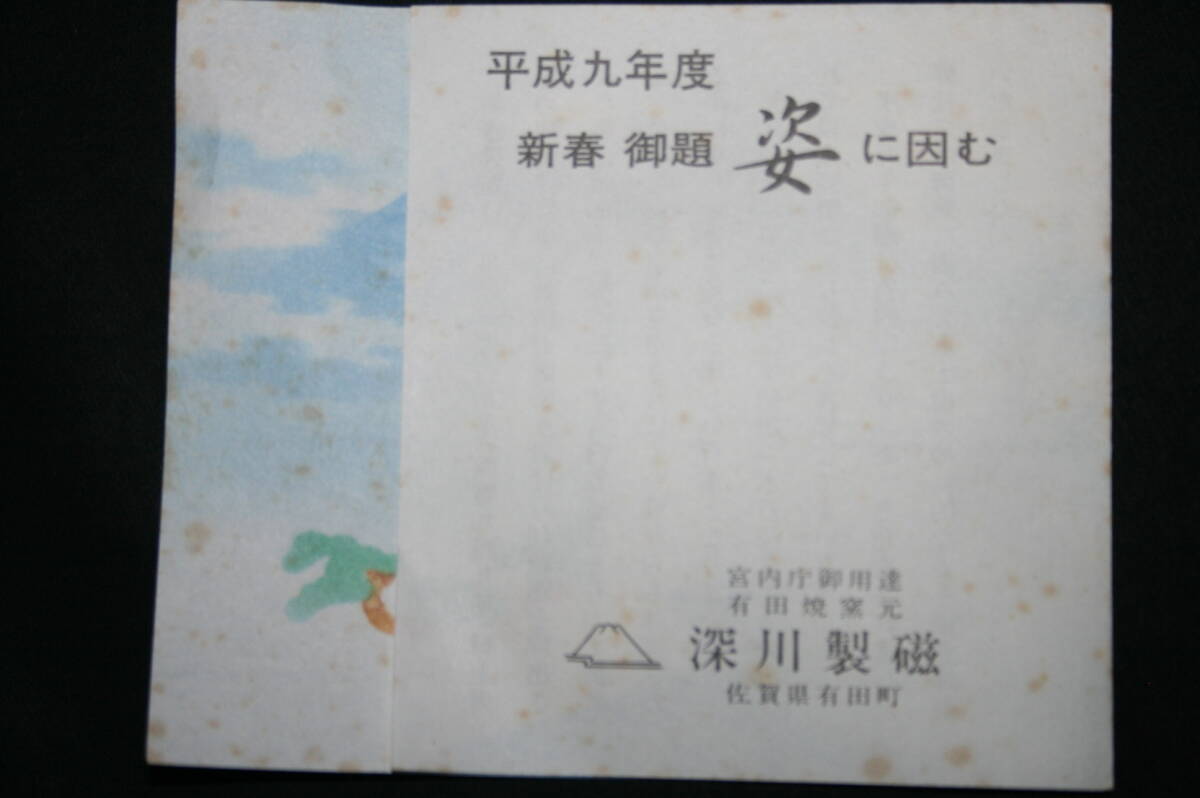 平成九年度
新春 御題 姿 に因む
宮内庁御用達
有田焼窯元
深川製磁
佐賀県有田町